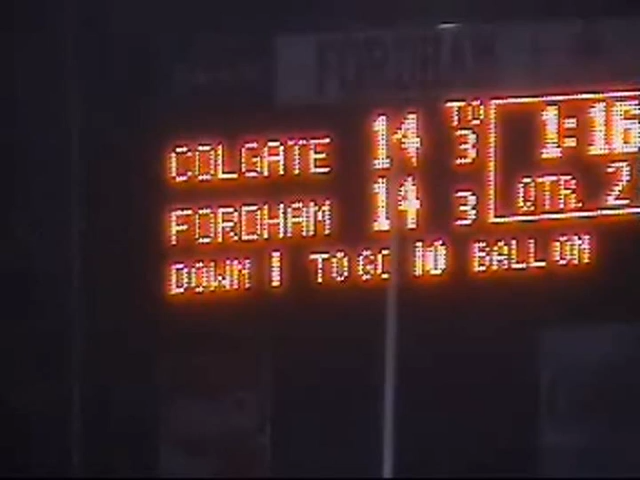 FORDHAM
TO
COLGATE 14 3 1:16
FORDHAM 14 3 QTR 2
DOWN 1 TO GO 10 BALL ON